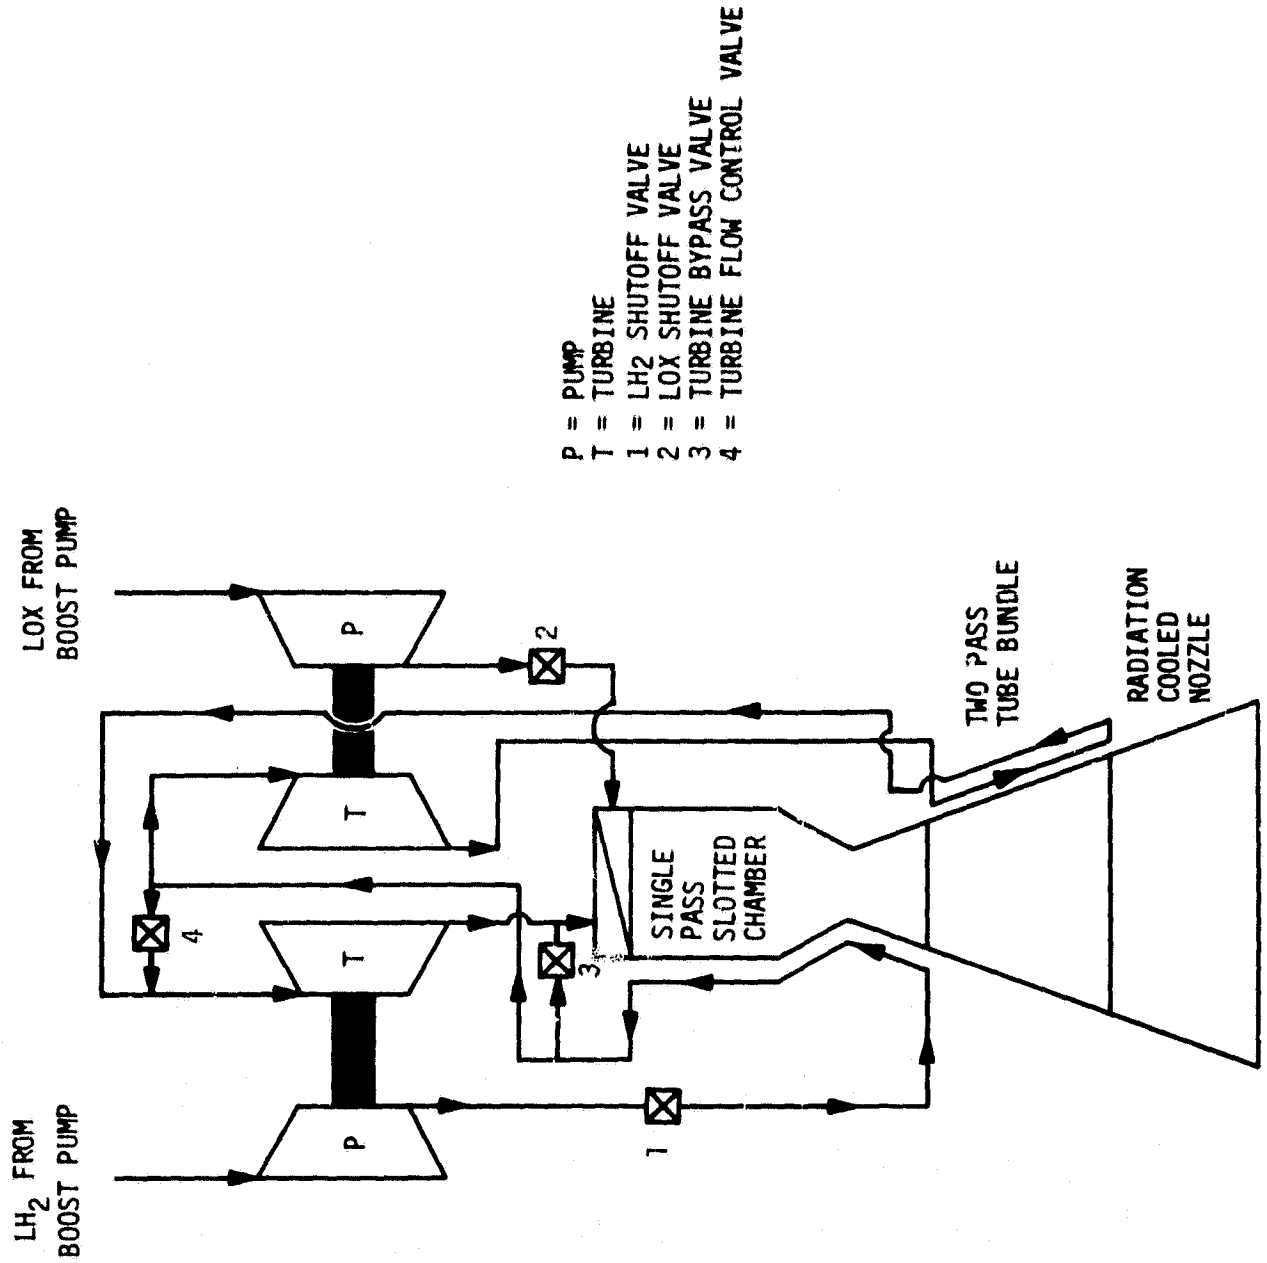 LH2 FROM
BOOST PUMP
LOX FROM
BOOST PUMP
P
T
T
P
4
3
2
1
SINGLE
PASS
SLOTTED
CHAMBER
TWO PASS
TUBE BUNDLE
RADIATION
COOLED
NOZZLE
P = PUMP
T = TURBINE
1 = LH2 SHUTOFF VALVE
2 = LOX SHUTOFF VALVE
3 = TURBINE BYPASS VALVE
4 = TURBINE FLOW CONTROL VALVE